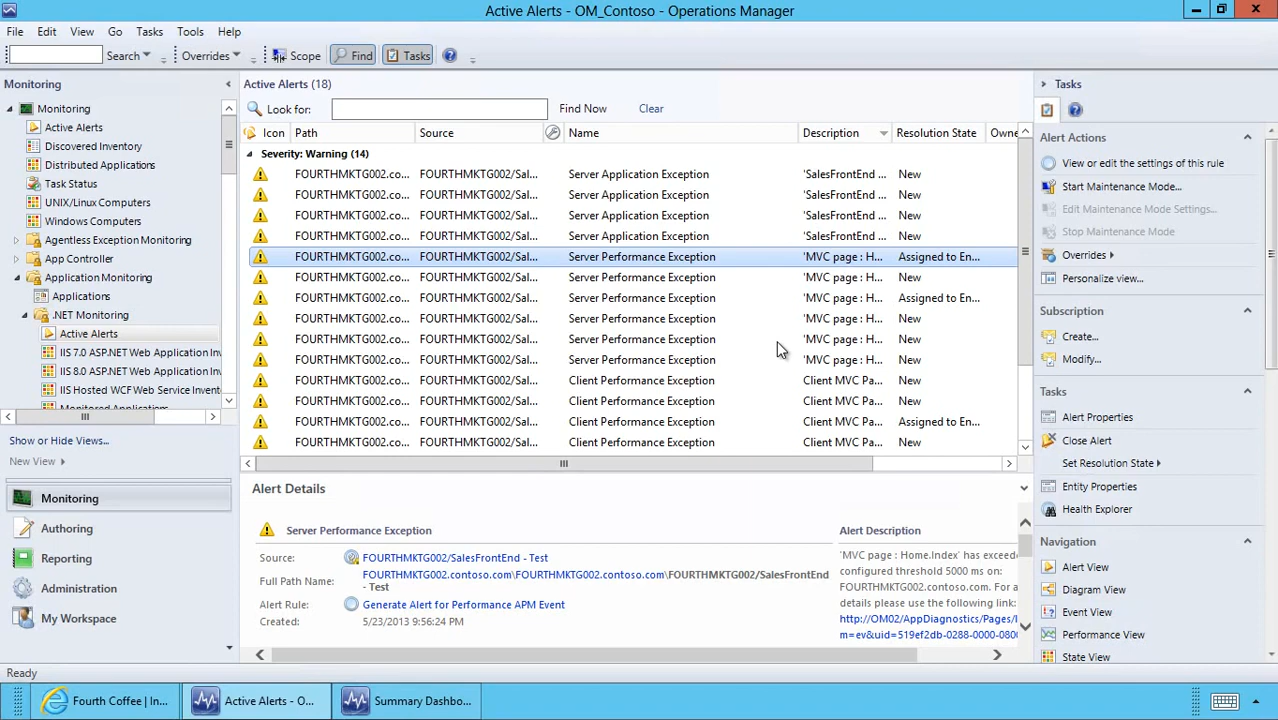 Active Alerts - OM_Contoso - Operations Manager
File Edit View Go Tasks Tools Help
Search Overrides Scope Find Tasks
Monitoring
Monitoring
Active Alerts
Discovered Inventory
Distributed Applications
Task Status
UNIX/Linux Computers
Windows Computers
Agentless Exception Monitoring
App Controller
Application Monitoring
Applications
.NET Monitoring
Active Alerts
IIS 7.0 ASP.NET Web Application Inv
IIS 8.0 ASP.NET Web Application Inv
IIS Hosted WCF Web Service Invent
Monitored Applications
Show or Hide Views...
New View
Monitoring
Authoring
Reporting
Administration
My Workspace
Active Alerts (18)
Look for: Find Now Clear
Icon Path Source Name Description Resolution State Owne
Severity: Warning (14)
FOURTHMKTG002.co... FOURTHMKTG002/Sal... Server Application Exception 'SalesFrontEnd ... New
FOURTHMKTG002.co... FOURTHMKTG002/Sal... Server Application Exception 'SalesFrontEnd ... New
FOURTHMKTG002.co... FOURTHMKTG002/Sal... Server Application Exception 'SalesFrontEnd ... New
FOURTHMKTG002.co... FOURTHMKTG002/Sal... Server Application Exception 'SalesFrontEnd ... New
FOURTHMKTG002.co... FOURTHMKTG002/Sal... Server Performance Exception 'MVC page : H... Assigned to En...
FOURTHMKTG002.co... FOURTHMKTG002/Sal... Server Performance Exception 'MVC page : H... New
FOURTHMKTG002.co... FOURTHMKTG002/Sal... Server Performance Exception 'MVC page : H... Assigned to En...
FOURTHMKTG002.co... FOURTHMKTG002/Sal... Server Performance Exception 'MVC page : H... New
FOURTHMKTG002.co... FOURTHMKTG002/Sal... Server Performance Exception 'MVC page : H... New
FOURTHMKTG002.co... FOURTHMKTG002/Sal... Server Performance Exception 'MVC page : H... New
FOURTHMKTG002.co... FOURTHMKTG002/Sal... Client Performance Exception Client MVC Pa... New
FOURTHMKTG002.co... FOURTHMKTG002/Sal... Client Performance Exception Client MVC Pa... New
FOURTHMKTG002.co... FOURTHMKTG002/Sal... Client Performance Exception Client MVC Pa... Assigned to En...
FOURTHMKTG002.co... FOURTHMKTG002/Sal... Client Performance Exception Client MVC Pa... New
Alert Details
Server Performance Exception
Source: FOURTHMKTG002/SalesFrontEnd - Test
Full Path Name: FOURTHMKTG002.contoso.com\FOURTHMKTG002.contoso.com\FOURTHMKTG002/SalesFrontEnd
- Test
Alert Rule: Generate Alert for Performance APM Event
Created: 5/23/2013 9:56:24 PM
Alert Description
'MVC page : Home.Index' has exceed
configured threshold 5000 ms on:
FOURTHMKTG002.contoso.com. For a
details please use the following link:
http://OM02/AppDiagnostics/Pages/I
m=ev&uid=519ef2db-0288-0000-0800
Tasks
Alert Actions
View or edit the settings of this rule
Start Maintenance Mode...
Edit Maintenance Mode Settings...
Stop Maintenance Mode
Overrides
Personalize view...
Subscription
Create...
Modify...
Tasks
Alert Properties
Close Alert
Set Resolution State
Entity Properties
Health Explorer
Navigation
Alert View
Diagram View
Event View
Performance View
State View
Ready
Fourth Coffee | In... Active Alerts - O... Summary Dashbo...